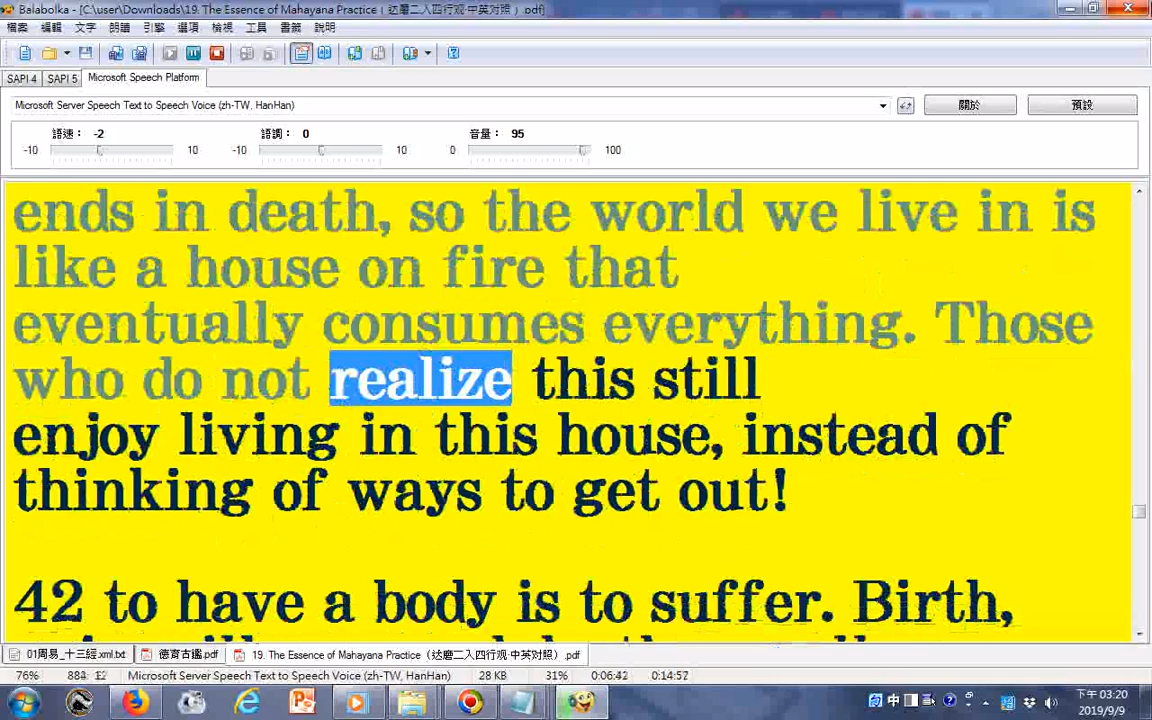 Balabolka - [C:\user\Downloads\19. The Essence of Mahayana Practice（达磨二入四行观·中英对照）.pdf]
檔案 編輯 文字 朗讀 引擎 選項 檢視 工具 書籤 說明
SAPI 4 SAPI 5 Microsoft Speech Platform
Microsoft Server Speech Text to Speech Voice (zh-TW, HanHan) 關於 預設
語速： -2 語調： 0 音量： 95
-10 10 -10 10 0 100
ends in death, so the world we live in is
like a house on fire that
eventually consumes everything. Those
who do not realize this still
enjoy living in this house, instead of
thinking of ways to get out!
42 to have a body is to suffer. Birth,
01周易_十三經.xml.txt 德育古鑑.pdf 19. The Essence of Mahayana Practice（达磨二入四行观·中英对照）.pdf
76% Microsoft Server Speech Text to Speech Voice (zh-TW, HanHan) 28 KB 31% 0:06:42 0:14:57
中 下午 03:20
2019/9/9